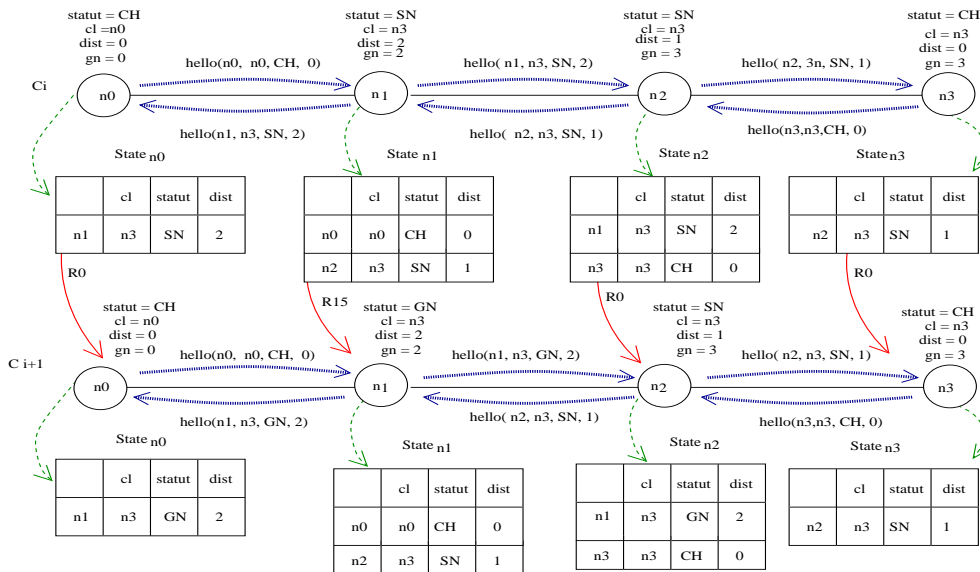 statut = CH
cl =n0
dist = 0
gn = 0
statut = SN
cl = n3
dist = 2
gn = 2
statut = SN
cl = n3
dist = 1
gn = 3
statut = CH
cl = n3
dist = 0
gn = 3
Ci
hello(n0, n0, CH, 0)
hello( n1, n3, SN, 2)
hello( n2, 3n, SN, 1)
n0
n1
n2
n3
hello(n1, n3, SN, 2)
hello( n2, n3, SN, 1)
hello(n3,n3,CH, 0)
State n0
State n1
State n2
State n3
cl statut dist
n1 n3 SN 2
cl statut dist
n0 n0 CH 0
n2 n3 SN 1
cl statut dist
n1 n3 SN 2
n3 n3 CH 0
cl statut dist
n2 n3 SN 1
R0
R15
R0
R0
statut = CH
cl = n0
dist = 0
gn = 0
statut = GN
cl = n3
dist = 2
gn = 2
statut = SN
cl = n3
dist = 1
gn = 3
statut = CH
cl = n3
dist = 0
gn = 3
C i+1
hello(n0, n0, CH, 0)
hello(n1, n3, GN, 2)
hello( n2, n3, SN, 1)
n0
n1
n2
n3
hello(n1, n3, GN, 2)
hello( n2, n3, SN, 1)
hello(n3,n3, CH, 0)
State n0
State n1
State n2
State n3
cl statut dist
n1 n3 GN 2
cl statut dist
n0 n0 CH 0
n2 n3 SN 1
cl statut dist
n1 n3 GN 2
n3 n3 CH 0
cl statut dist
n2 n3 SN 1